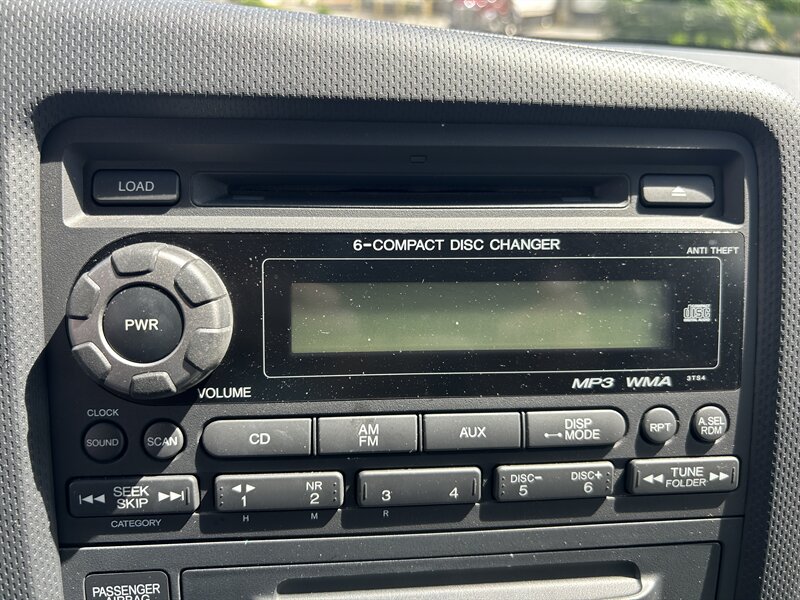 LOAD
6-COMPACT DISC CHANGER
ANTI THEFT
PWR
disc
VOLUME
MP3 WMA 3TS4
CLOCK
SOUND
SCAN
CD
AM
FM
AUX
DISP
MODE
RPT
A.SEL
RDM
SEEK
SKIP
CATEGORY
NR
1 2
H M
3 4
R
DISC- DISC+
5 6
TUNE
FOLDER
PASSENGER
AIRBAG